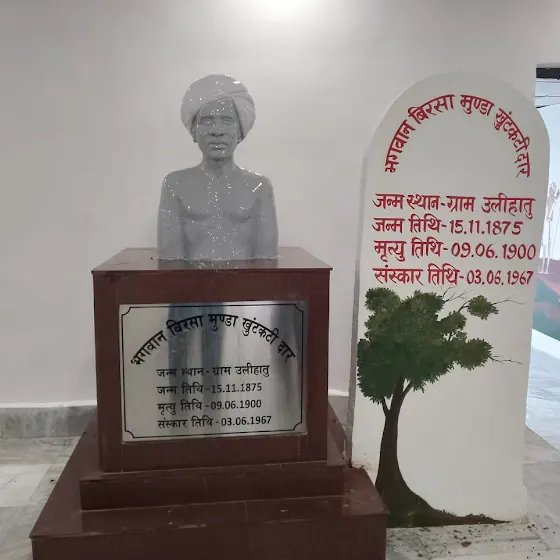 भगवान बिरसा मुण्डा खुंटकटी दार
जन्म स्थान- ग्राम उलीहातु
जन्म तिथि-15.11.1875
मृत्यु तिथि-09.06.1900
संस्कार तिथि-03.06.1967
भगवान बिरसा मुण्डा खुंटकटी दार
जन्म स्थान-ग्राम उलीहातु
जन्म तिथि-15.11.1875
मृत्यु तिथि-09.06.1900
संस्कार तिथि-03.06.1967